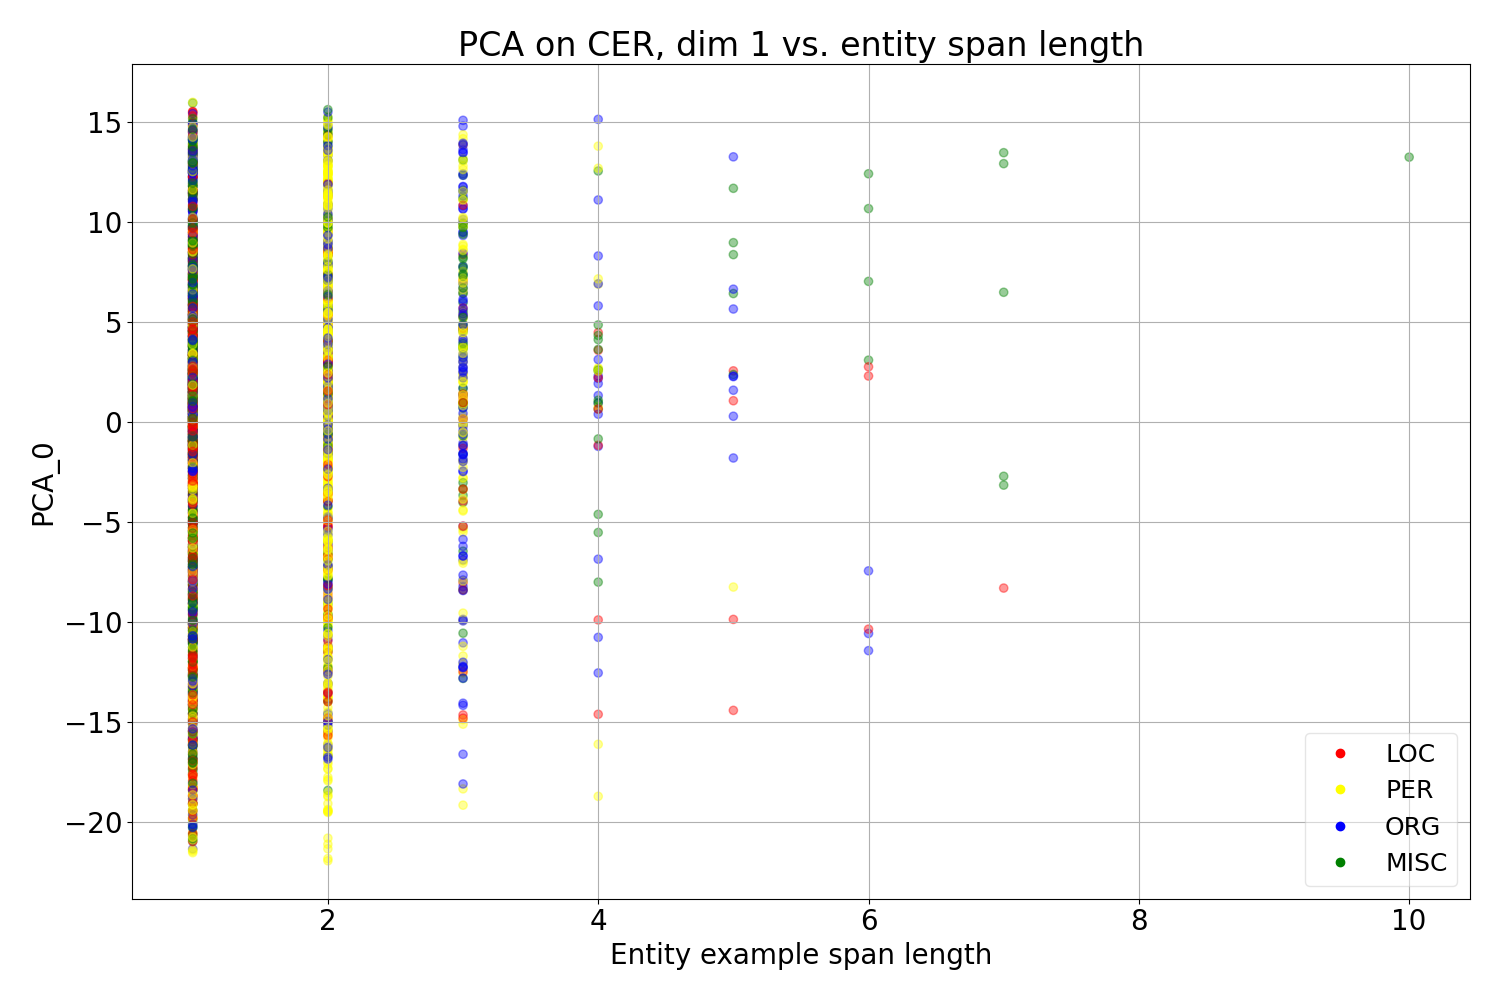 PCA on CER, dim 1 vs. entity span length
PCA_0
15
10
5
0
−5
−10
−15
−20
2
4
6
8
10
Entity example span length
LOC
PER
ORG
MISC